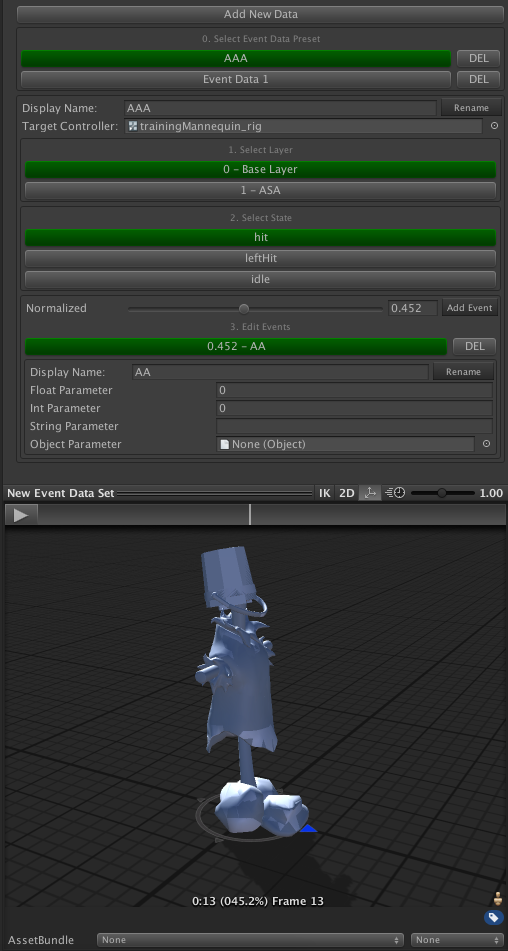 Add New Data
0. Select Event Data Preset
AAA DEL
Event Data 1 DEL
Display Name: AAA Rename
Target Controller: trainingMannequin_rig
1. Select Layer
0 – Base Layer
1 – ASA
2. Select State
hit
leftHit
idle
Normalized 0.452 Add Event
3. Edit Events
0.452 – AA DEL
Display Name: AA Rename
Float Parameter 0
Int Parameter 0
String Parameter
Object Parameter None (Object)
New Event Data Set IK 2D 1.00
0:13 (045.2%) Frame 13
AssetBundle None None